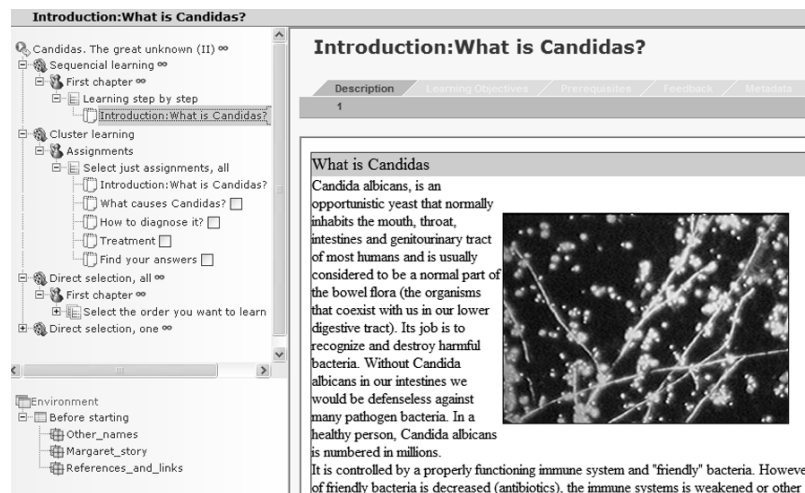 Introduction:What is Candidas?
Candidas. The great unknown (II) ∞
Sequencial learning ∞
First chapter ∞
Learning step by step
Introduction:What is Candidas?
Cluster learning
Assignments
Select just assignments, all
Introduction:What is Candidas?
What causes Candidas?
How to diagnose it?
Treatment
Find your answers
Direct selection, all ∞
First chapter ∞
Select the order you want to learn
Direct selection, one ∞
Environment
Before starting
Other_names
Margaret_story
References_and_links
Introduction:What is Candidas?
Description Learning Objectives Prerequisites Feedback Metadata
1
What is Candidas
Candida albicans, is an
opportunistic yeast that normally
inhabits the mouth, throat,
intestines and genitourinary tract
of most humans and is usually
considered to be a normal part of
the bowel flora (the organisms
that coexist with us in our lower
digestive tract). Its job is to
recognize and destroy harmful
bacteria. Without Candida
albicans in our intestines we
would be defenseless against
many pathogen bacteria. In a
healthy person, Candida albicans
is numbered in millions.
It is controlled by a properly functioning immune system and "friendly" bacteria. Howeve
of friendly bacteria is decreased (antibiotics), the immune systems is weakened or other